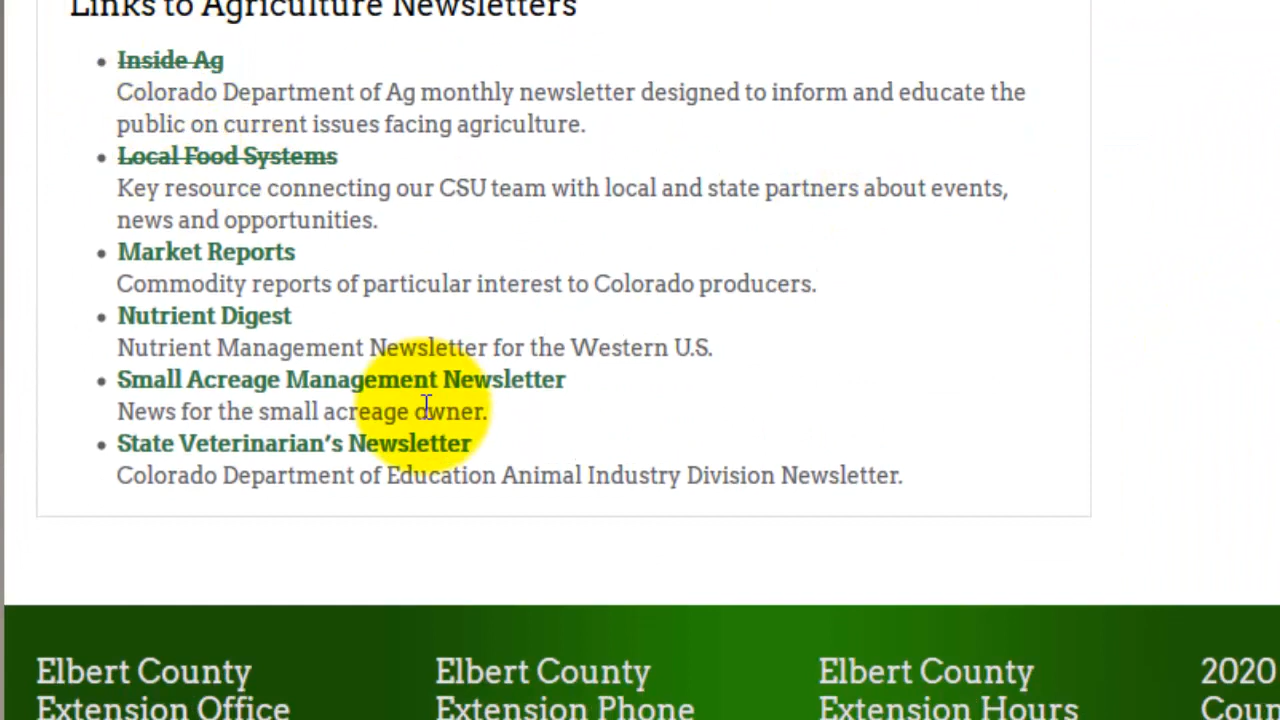 Links to Agriculture Newsletters
Inside Ag
Colorado Department of Ag monthly newsletter designed to inform and educate the
public on current issues facing agriculture.
Local Food Systems
Key resource connecting our CSU team with local and state partners about events,
news and opportunities.
Market Reports
Commodity reports of particular interest to Colorado producers.
Nutrient Digest
Nutrient Management Newsletter for the Western U.S.
Small Acreage Management Newsletter
News for the small acreage owner.
State Veterinarian’s Newsletter
Colorado Department of Education Animal Industry Division Newsletter.
Elbert County
Extension Office
Elbert County
Extension Phone
Elbert County
Extension Hours
2020